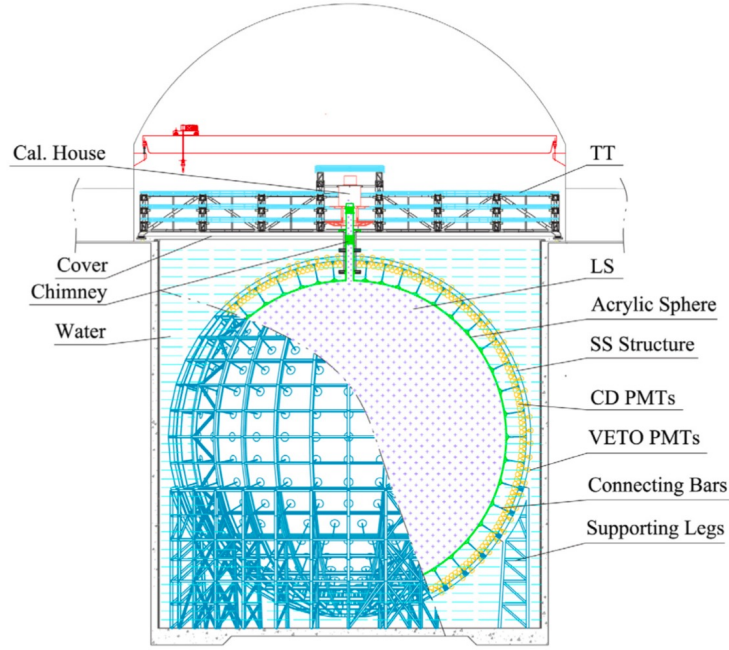 Cal. House
TT
Cover
Chimney
Water
LS
Acrylic Sphere
SS Structure
CD PMTs
VETO PMTs
Connecting Bars
Supporting Legs